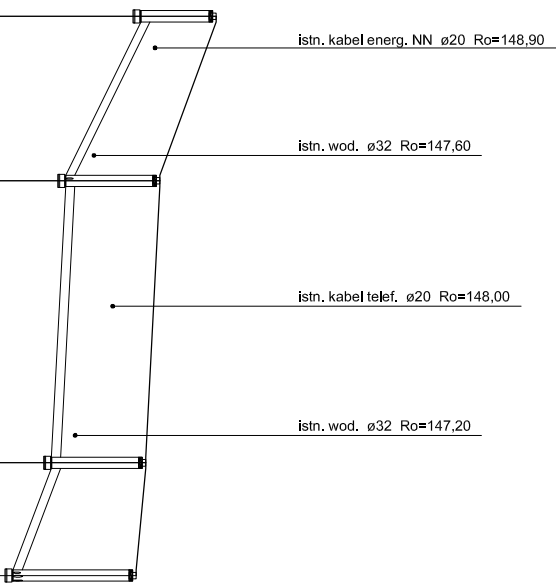 istn. kabel energ. NN ø20 Ro=148,90
istn. wod. ø32 Ro=147,60
istn. kabel telef. ø20 Ro=148,00
istn. wod. ø32 Ro=147,20